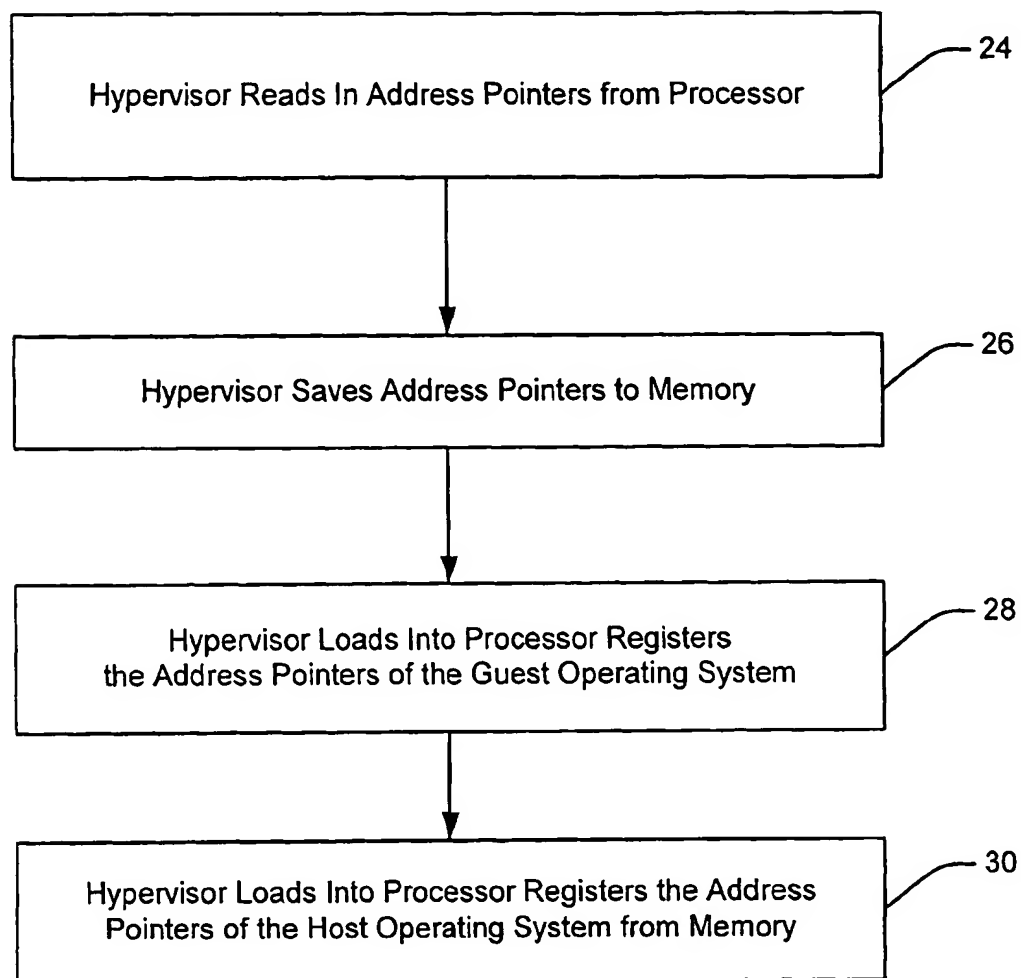 Hypervisor Reads In Address Pointers from Processor
24
Hypervisor Saves Address Pointers to Memory
26
Hypervisor Loads Into Processor Registers
the Address Pointers of the Guest Operating System
28
Hypervisor Loads Into Processor Registers the Address
Pointers of the Host Operating System from Memory
30